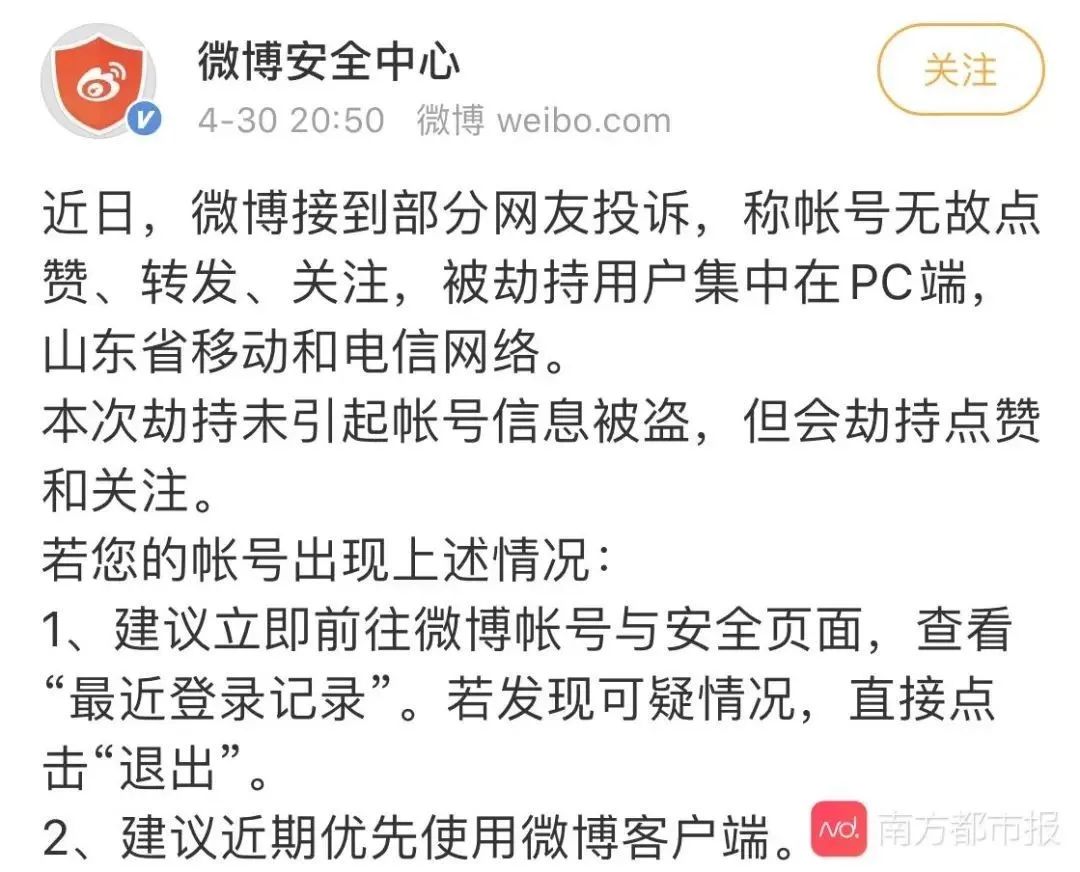 微博安全中心
关注
4-30 20:50 微博 weibo.com
近日，微博接到部分网友投诉，称帐号无故点
赞、转发、关注，被劫持用户集中在PC端，
山东省移动和电信网络。
本次劫持未引起帐号信息被盗，但会劫持点赞
和关注。
若您的帐号出现上述情况：
1、建议立即前往微博帐号与安全页面，查看
“最近登录记录”。若发现可疑情况，直接点
击“退出”。
2、建议近期优先使用微博客户端。
Nd. 南方都市报